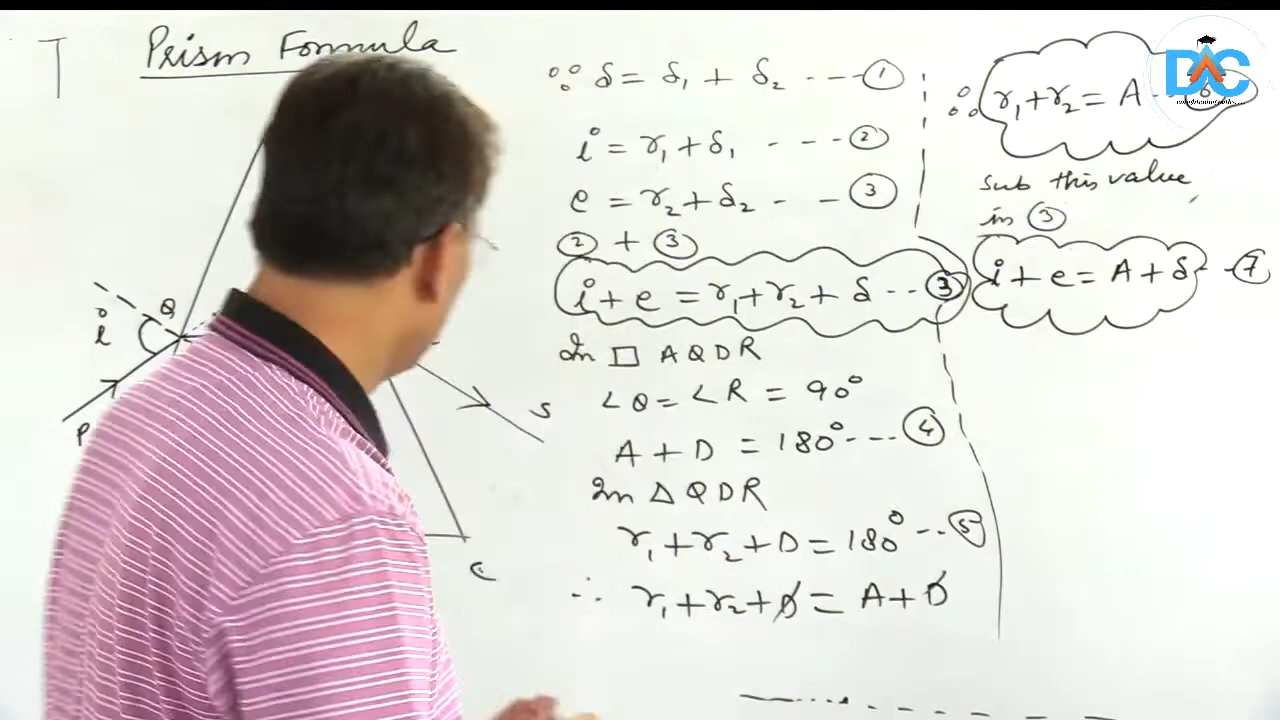 Prism Formula
i
Q
P
S
C
∵ δ = δ₁ + δ₂ ---①
i = r₁ + δ₁ - - - -②
e = r₂ + δ₂ - - - ③
② + ③
i + e = r₁ + r₂ + δ ---③
In □ AQDR
∠Q = ∠R = 90°
A + D = 180° --- ④
In △ QDR
r₁ + r₂ + D = 180° --⑤
∴ r₁ + r₂ + D = A + D
∵ r₁ + r₂ = A -- ⑥
sub this value
in ③
i + e = A + δ --⑦
DAC